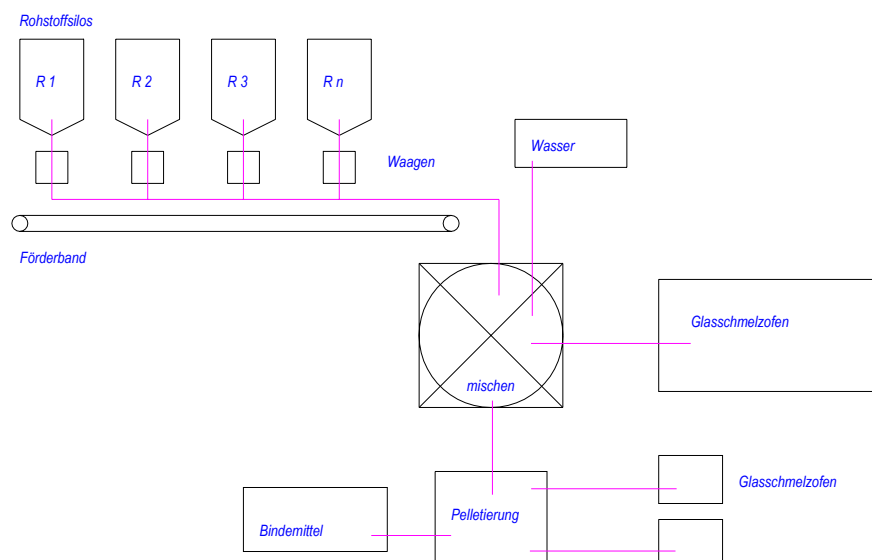 Rohstoffsilos
R 1
R 2
R 3
R n
Wasser
Waagen
Förderband
Glasschmelzofen
mischen
Glasschmelzofen
Pelletierung
Bindemittel